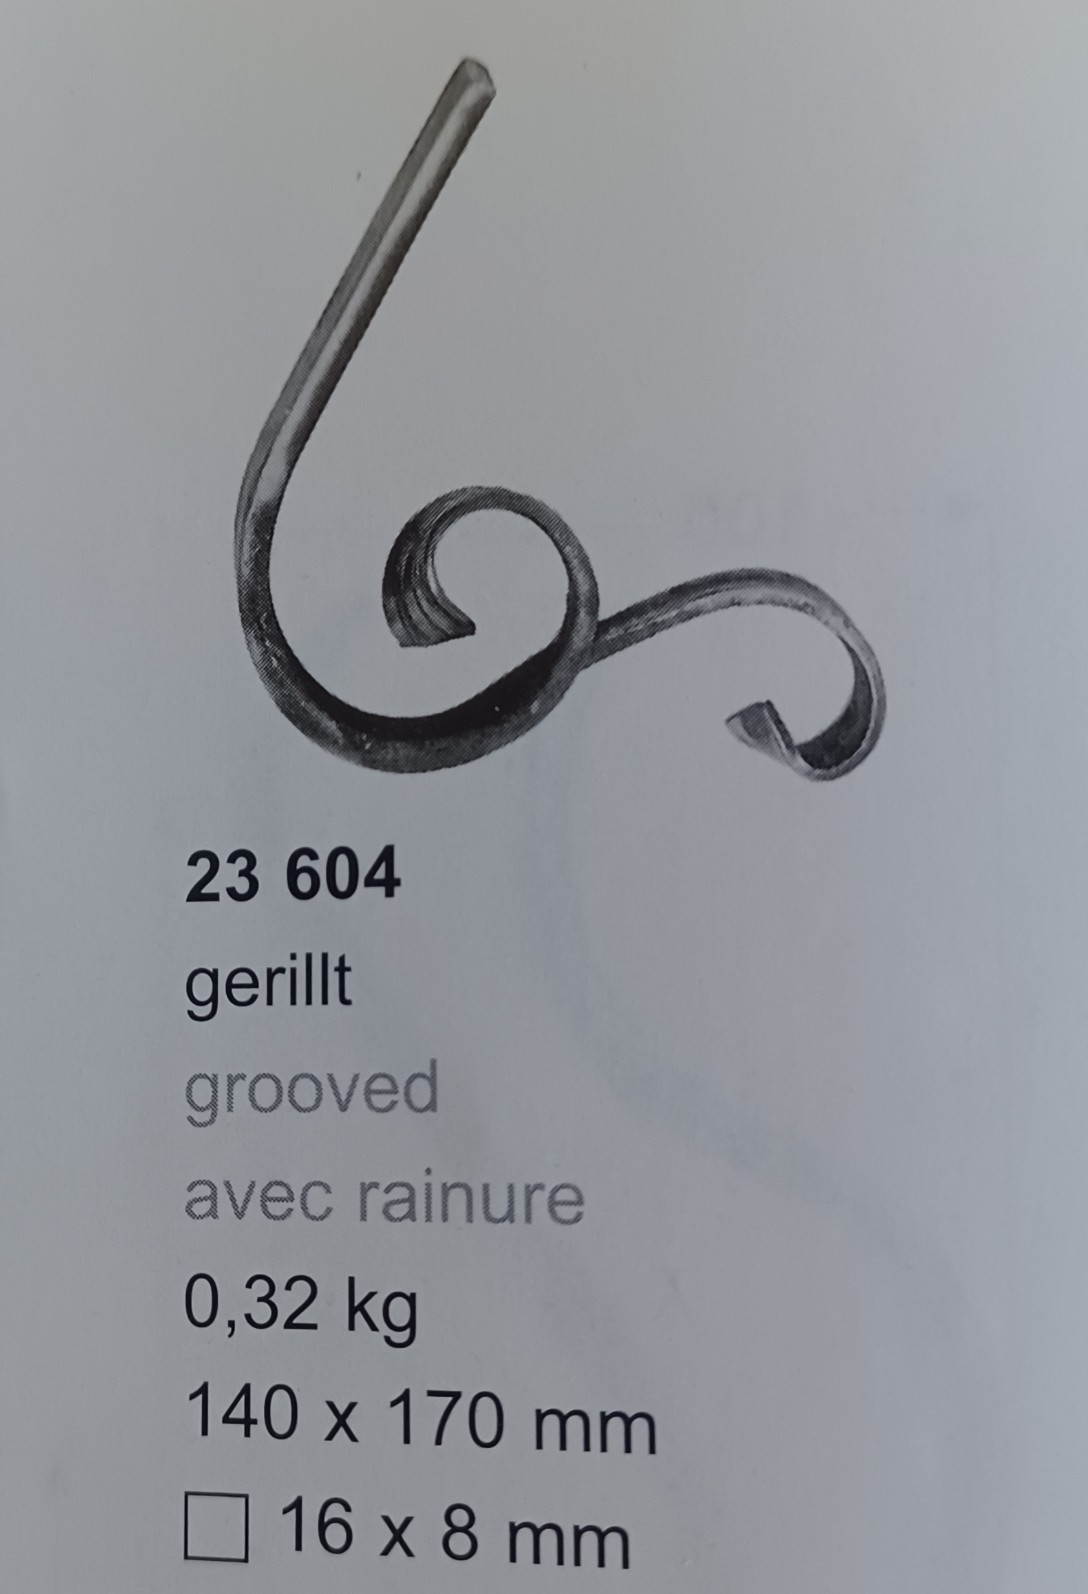 23 604
gerillt
grooved
avec rainure
0,32 kg
140 x 170 mm
□ 16 x 8 mm